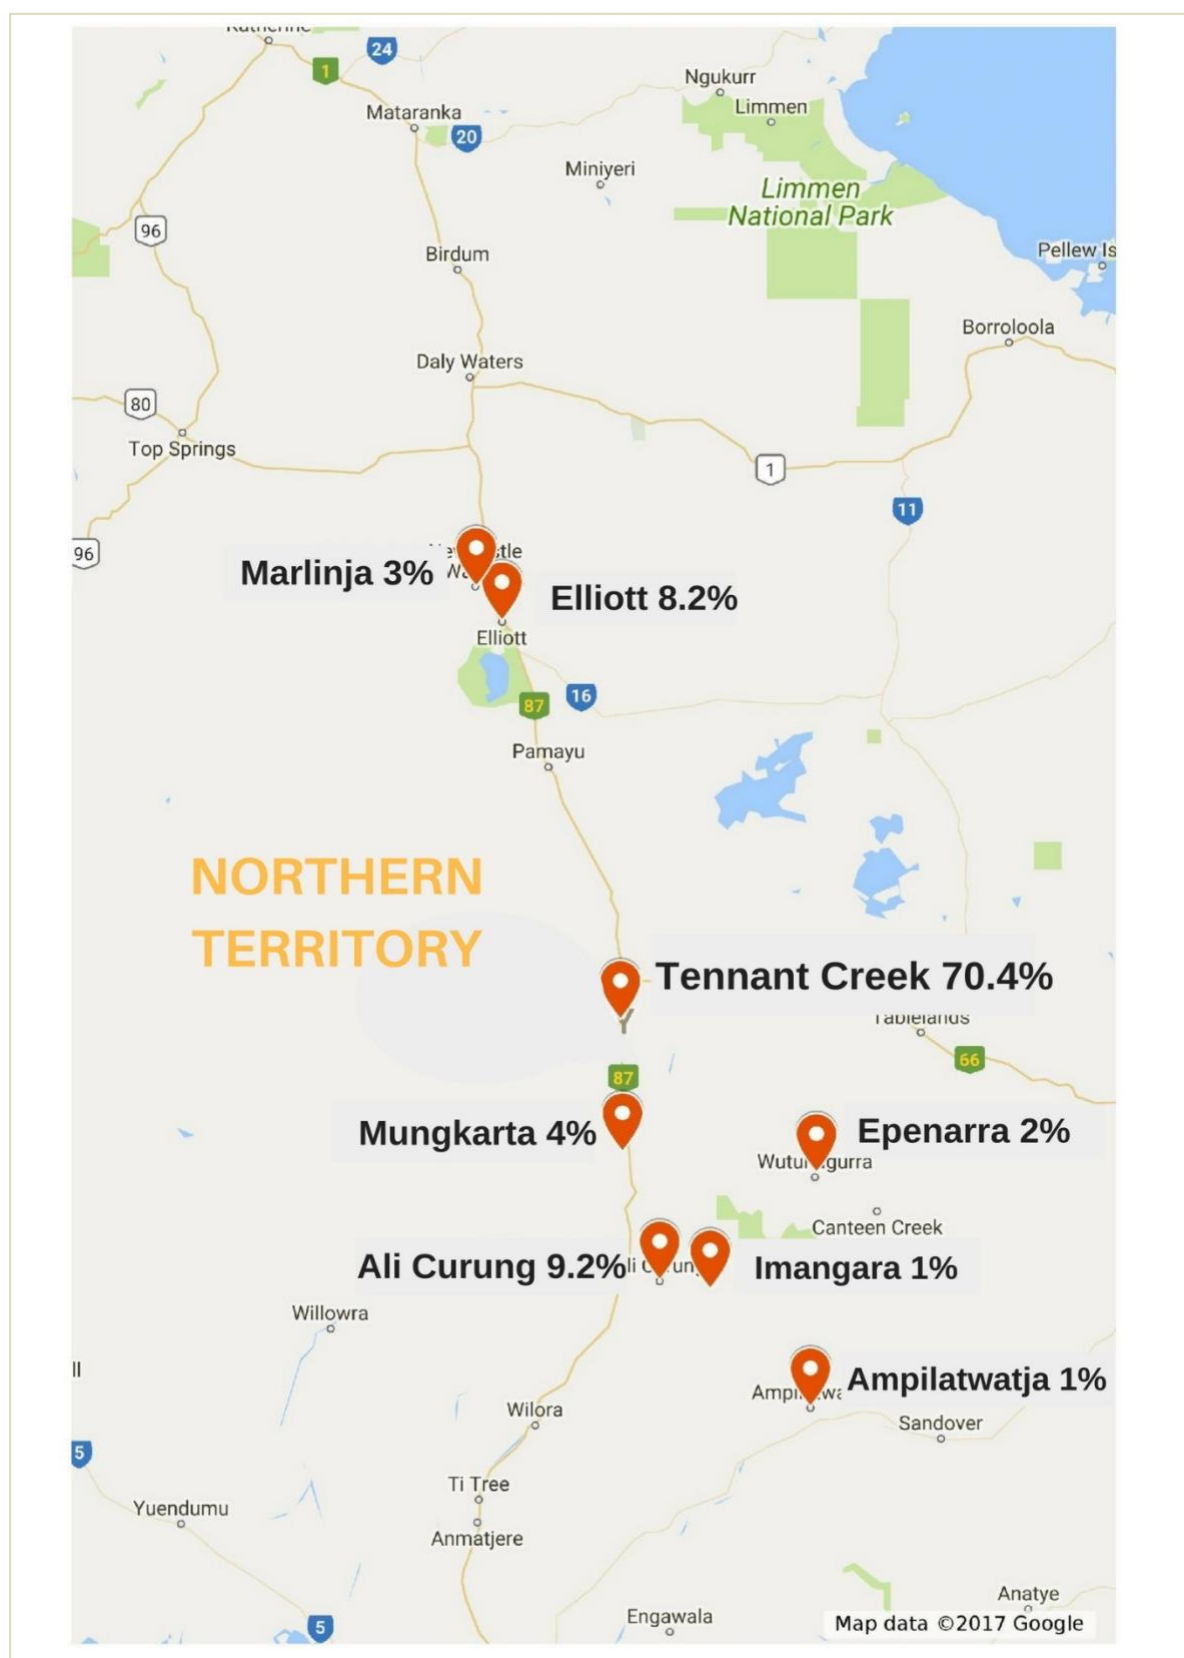 24
1
Ngukurr
Limmen
Mataranka
20
Miniyeri
Limmen
National Park
96
Birdum
Pellew Is
Borroloola
Daly Waters
80
Top Springs
1
11
96
Marlinja 3%
Elliott 8.2%
Elliott
16
87
Pamayu
NORTHERN
TERRITORY
Tennant Creek 70.4%
Tablelands
66
87
Mungkarta 4%
Epenarra 2%
Canteen Creek
Ali Curung 9.2%
Imangara 1%
Willowra
Ampilatwatja 1%
Wilora
Sandover
5
Ti Tree
Yuendumu
Anmatjere
Anatye
Engawala
5
Map data ©2017 Google